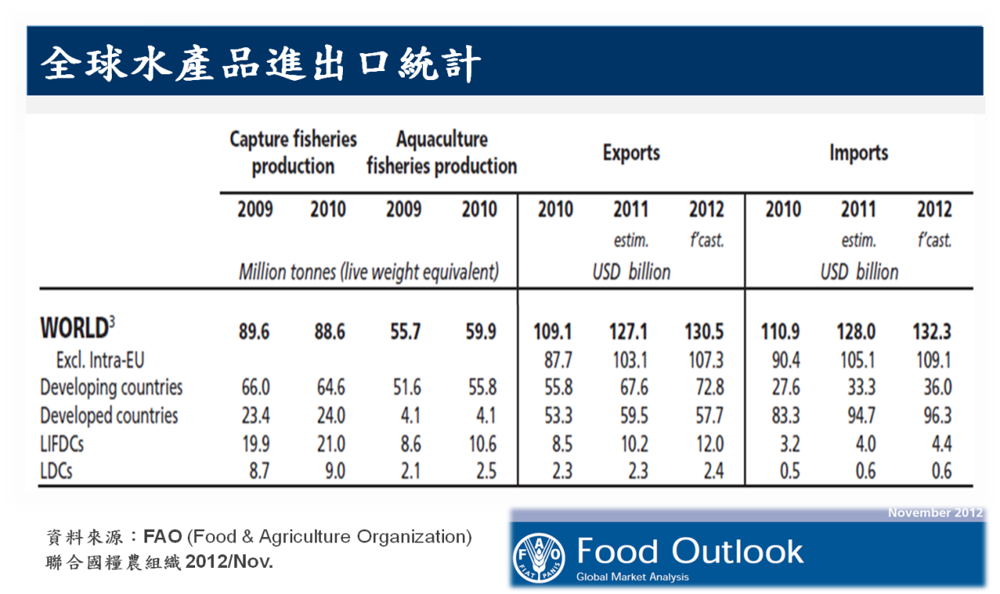 全球水產品進出口統計
Capture fisheries production Aquaculture fisheries production Exports Imports
2009 2010 2009 2010 2010 2011 2012 2010 2011 2012
estim. f'cast. estim. f'cast.
Million tonnes (live weight equivalent) USD billion USD billion
WORLD³ 89.6 88.6 55.7 59.9 109.1 127.1 130.5 110.9 128.0 132.3
Excl. Intra-EU 87.7 103.1 107.3 90.4 105.1 109.1
Developing countries 66.0 64.6 51.6 55.8 55.8 67.6 72.8 27.6 33.3 36.0
Developed countries 23.4 24.0 4.1 4.1 53.3 59.5 57.7 83.3 94.7 96.3
LIFDCs 19.9 21.0 8.6 10.6 8.5 10.2 12.0 3.2 4.0 4.4
LDCs 8.7 9.0 2.1 2.5 2.3 2.3 2.4 0.5 0.6 0.6
資料來源：FAO (Food & Agriculture Organization)
聯合國糧農組織 2012/Nov.
November 2012
FAO FIAT PANIS
Food Outlook
Global Market Analysis